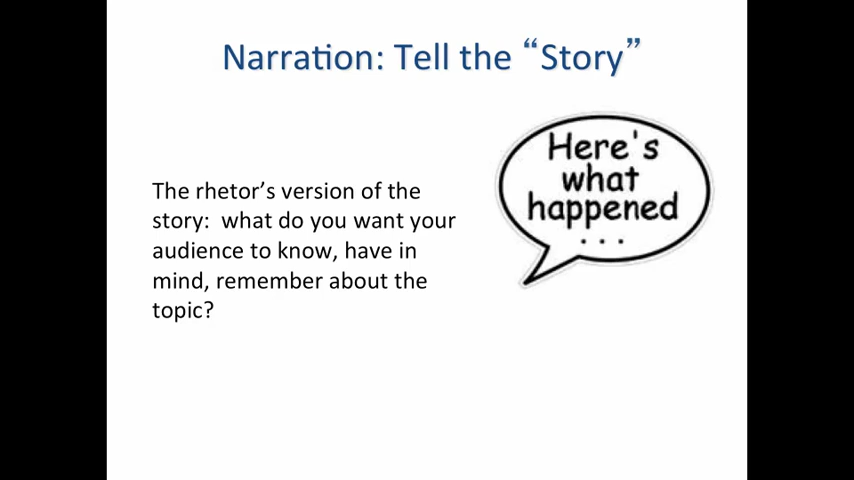 Narration: Tell the “Story”
The rhetor’s version of the
story:  what do you want your
audience to know, have in
mind, remember about the
topic?
Here's
what
happened
. . .